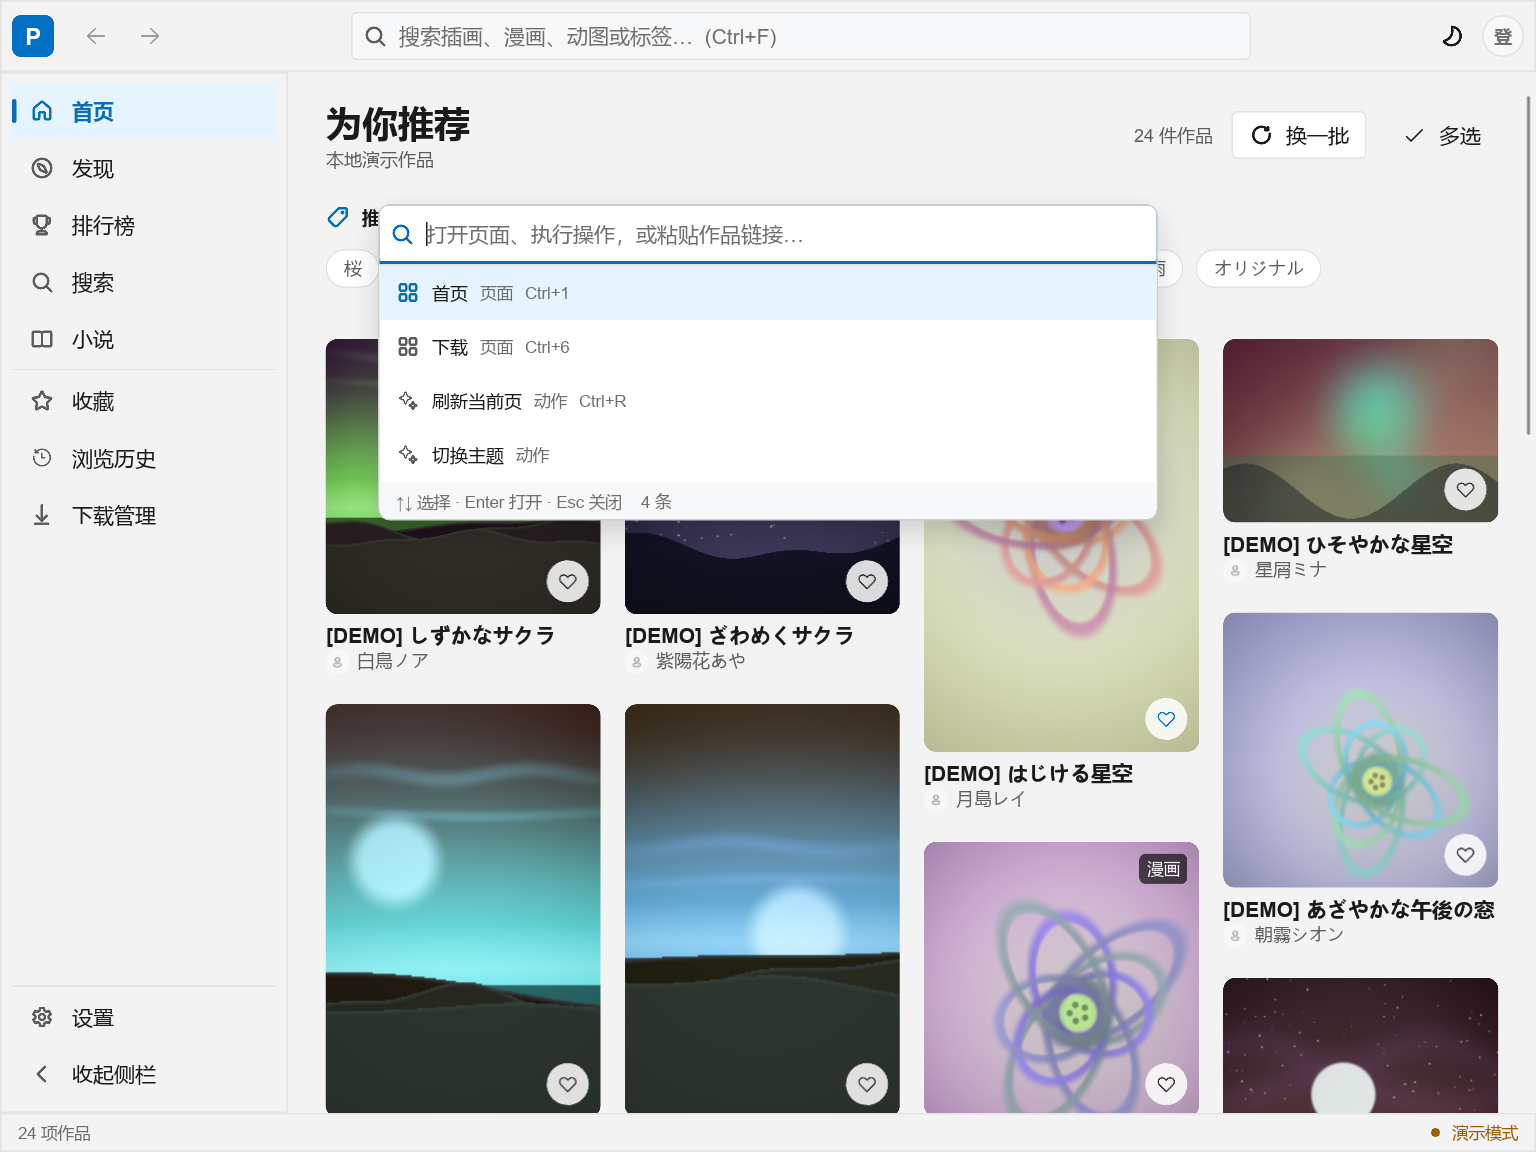 P
搜索插画、漫画、动图或标签… (Ctrl+F)
登
首页
发现
排行榜
搜索
小说
收藏
浏览历史
下载管理
设置
收起侧栏
为你推荐
本地演示作品
24 件作品
换一批
多选
推
桜
雨
オリジナル
打开页面、执行操作，或粘贴作品链接…
首页 页面 Ctrl+1
下载 页面 Ctrl+6
刷新当前页 动作 Ctrl+R
切换主题 动作
↑↓ 选择 · Enter 打开 · Esc 关闭 4 条
[DEMO] しずかなサクラ
白鳥ノア
[DEMO] ざわめくサクラ
紫陽花あや
[DEMO] はじける星空
月島レイ
漫画
[DEMO] ひそやかな星空
星屑ミナ
[DEMO] あざやかな午後の窓
朝霧シオン
24 项作品
演示模式